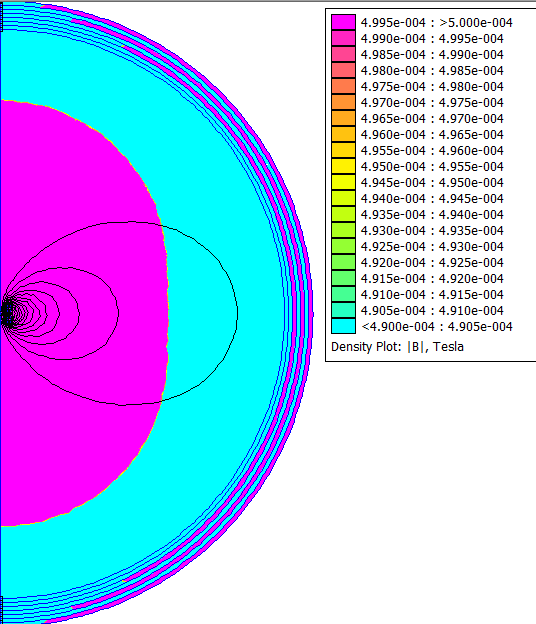 4.995e-004 : >5.000e-004
4.990e-004 : 4.995e-004
4.985e-004 : 4.990e-004
4.980e-004 : 4.985e-004
4.975e-004 : 4.980e-004
4.970e-004 : 4.975e-004
4.965e-004 : 4.970e-004
4.960e-004 : 4.965e-004
4.955e-004 : 4.960e-004
4.950e-004 : 4.955e-004
4.945e-004 : 4.950e-004
4.940e-004 : 4.945e-004
4.935e-004 : 4.940e-004
4.930e-004 : 4.935e-004
4.925e-004 : 4.930e-004
4.920e-004 : 4.925e-004
4.915e-004 : 4.920e-004
4.910e-004 : 4.915e-004
4.905e-004 : 4.910e-004
<4.900e-004 : 4.905e-004
Density Plot: |B|, Tesla